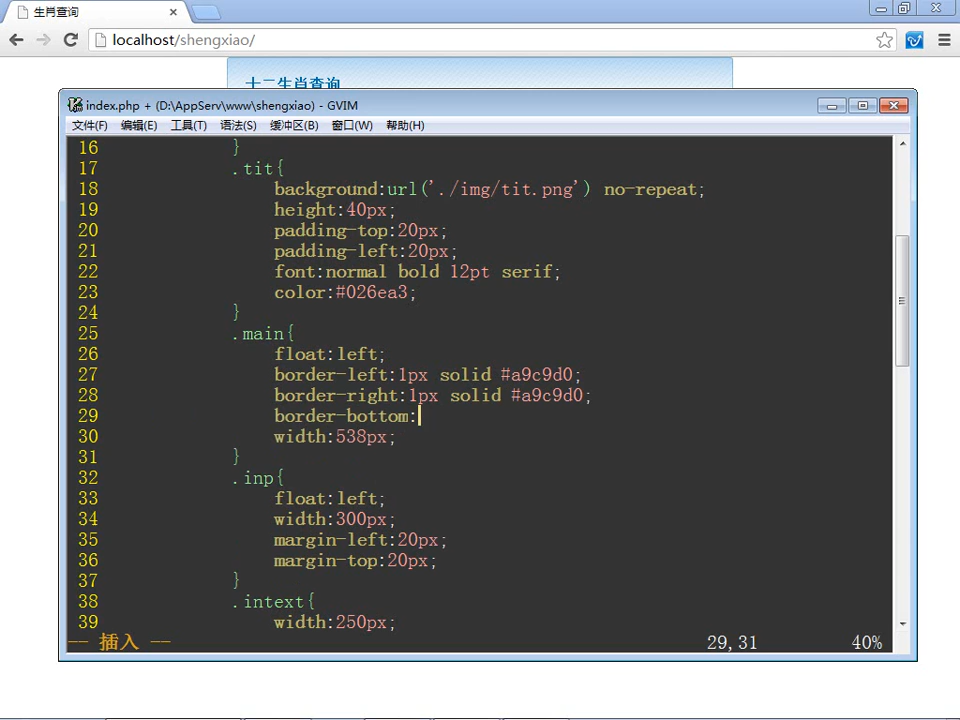 生肖查询
localhost/shengxiao/
十二生肖查询
index.php + (D:\AppServ\www\shengxiao) - GVIM
文件(F) 编辑(E) 工具(T) 语法(S) 缓冲区(B) 窗口(W) 帮助(H)
16 }
17 .tit{
18 background:url('./img/tit.png') no-repeat;
19 height:40px;
20 padding-top:20px;
21 padding-left:20px;
22 font:normal bold 12pt serif;
23 color:#026ea3;
24 }
25 .main{
26 float:left;
27 border-left:1px solid #a9c9d0;
28 border-right:1px solid #a9c9d0;
29 border-bottom:
30 width:538px;
31 }
32 .inp{
33 float:left;
34 width:300px;
35 margin-left:20px;
36 margin-top:20px;
37 }
38 .intext{
39 width:250px;
-- 插入 -- 29,31 40%